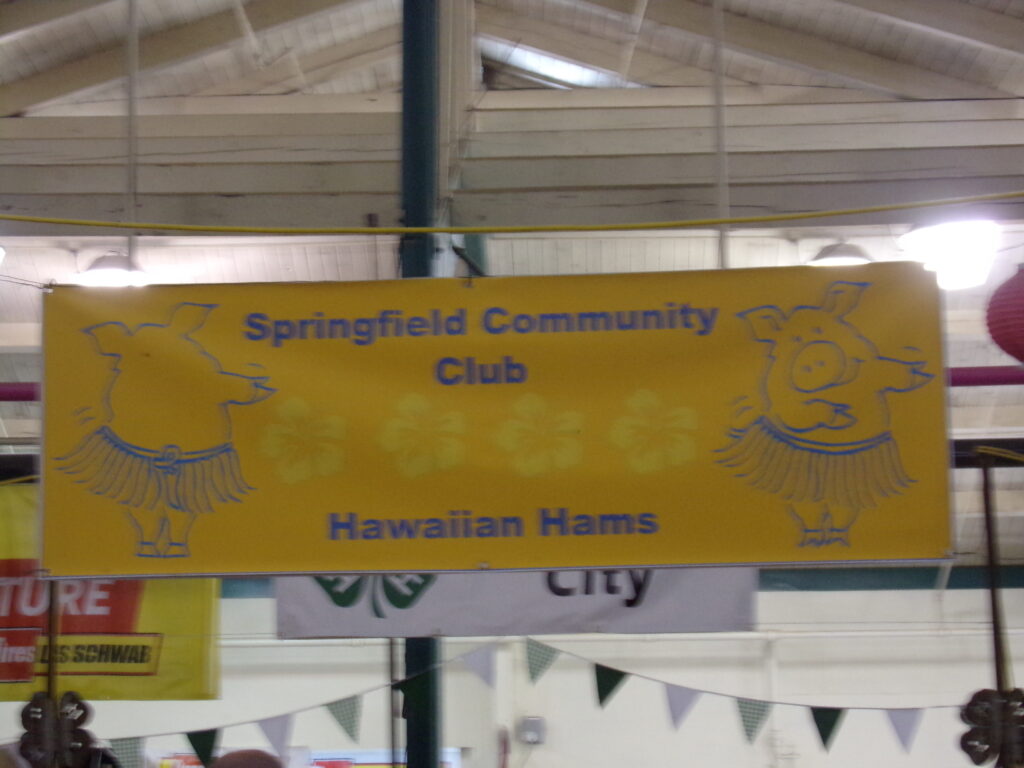 Springfield Community
Club
Hawaiian Hams
City
TURE
LES SCHWAB